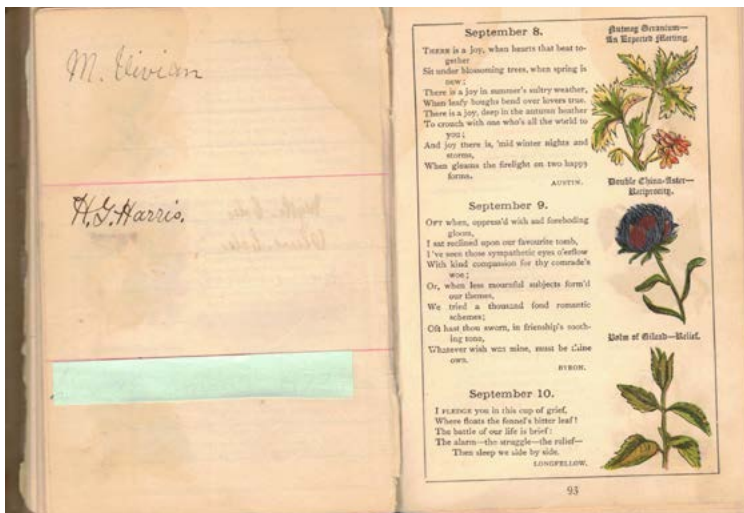 M. Vivian
H. G. Harris.
September 8.
THERE is a joy, when hearts that beat to-
gether
Sit under blossoming trees, when spring is
new;
There is a joy in summer's sultry weather,
When leafy boughs bend over lovers true.
There is a joy, deep in the autumn heather
To crouch with one who's all the world to
you;
And joy there is, 'mid winter nights and
storms,
When gleams the firelight on two happy
forms.
AUSTIN.
Nutmeg Geranium—
An Expected Meeting.
September 9.
OFT when, oppress'd with sad foreboding
gloom,
I sat reclined upon our favourite tomb,
I've seen those sympathetic eyes o'erflow
With kind compassion for thy comrade's
woe;
Or, when less mournful subjects form'd
our themes,
We tried a thousand fond romantic
schemes;
Oft hast thou sworn, in frienship's sooth-
ing tone,
Whatever wish was mine, must be thine
own.
BYRON.
Double China-Aster—
Reciprocity.
September 10.
I PLEDGE you in this cup of grief,
Where floats the fennel's bitter leaf!
The battle of our life is brief:
The alarm—the struggle—the relief—
Then sleep we side by side.
LONGFELLOW.
Balm of Gilead—Relief.
93